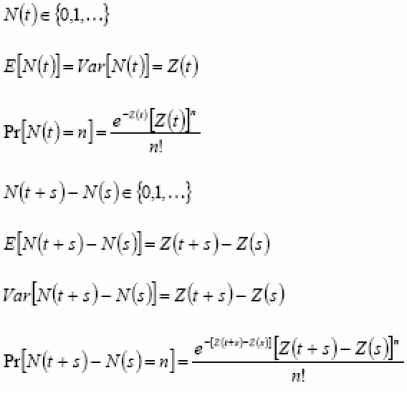 N(t)∈{0,1,…}
E[N(t)]=Var[N(t)]=Z(t)
Pr[N(t)=n]=e^{-Z(t)}[Z(t)]^n/n!
N(t+s)−N(s)∈{0,1,…}
E[N(t+s)−N(s)]=Z(t+s)−Z(s)
Var[N(t+s)−N(s)]=Z(t+s)−Z(s)
Pr[N(t+s)−N(s)=n]=e^{-[Z(t+s)−Z(s)]}[Z(t+s)−Z(s)]^n/n!